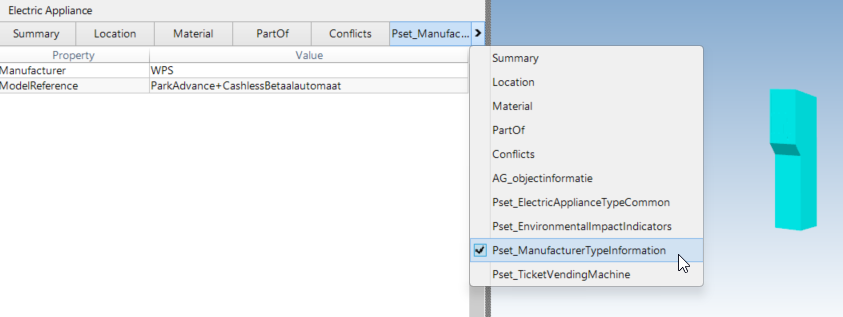 Electric Appliance
Summary Location Material PartOf Conflicts Pset_Manufac...
Property Value
Manufacturer WPS
ModelReference ParkAdvance+CashlessBetaalautomaat
Summary
Location
Material
PartOf
Conflicts
AG_objectinformatie
Pset_ElectricApplianceTypeCommon
Pset_EnvironmentalImpactIndicators
Pset_ManufacturerTypeInformation
Pset_TicketVendingMachine